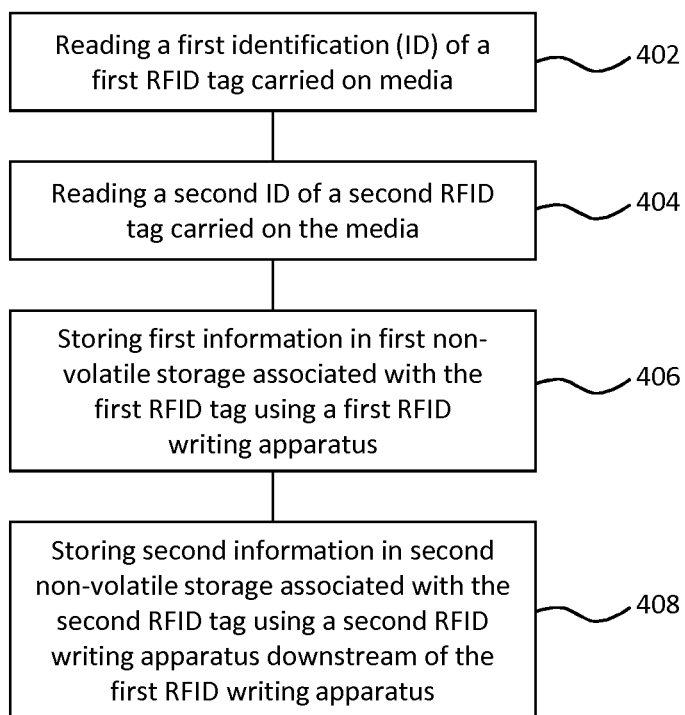 Reading a first identification (ID) of a
first RFID tag carried on media
402
Reading a second ID of a second RFID
tag carried on the media
404
Storing first information in first non-
volatile storage associated with the
first RFID tag using a first RFID
writing apparatus
406
Storing second information in second
non-volatile storage associated with the
second RFID tag using a second RFID
writing apparatus downstream of the
first RFID writing apparatus
408